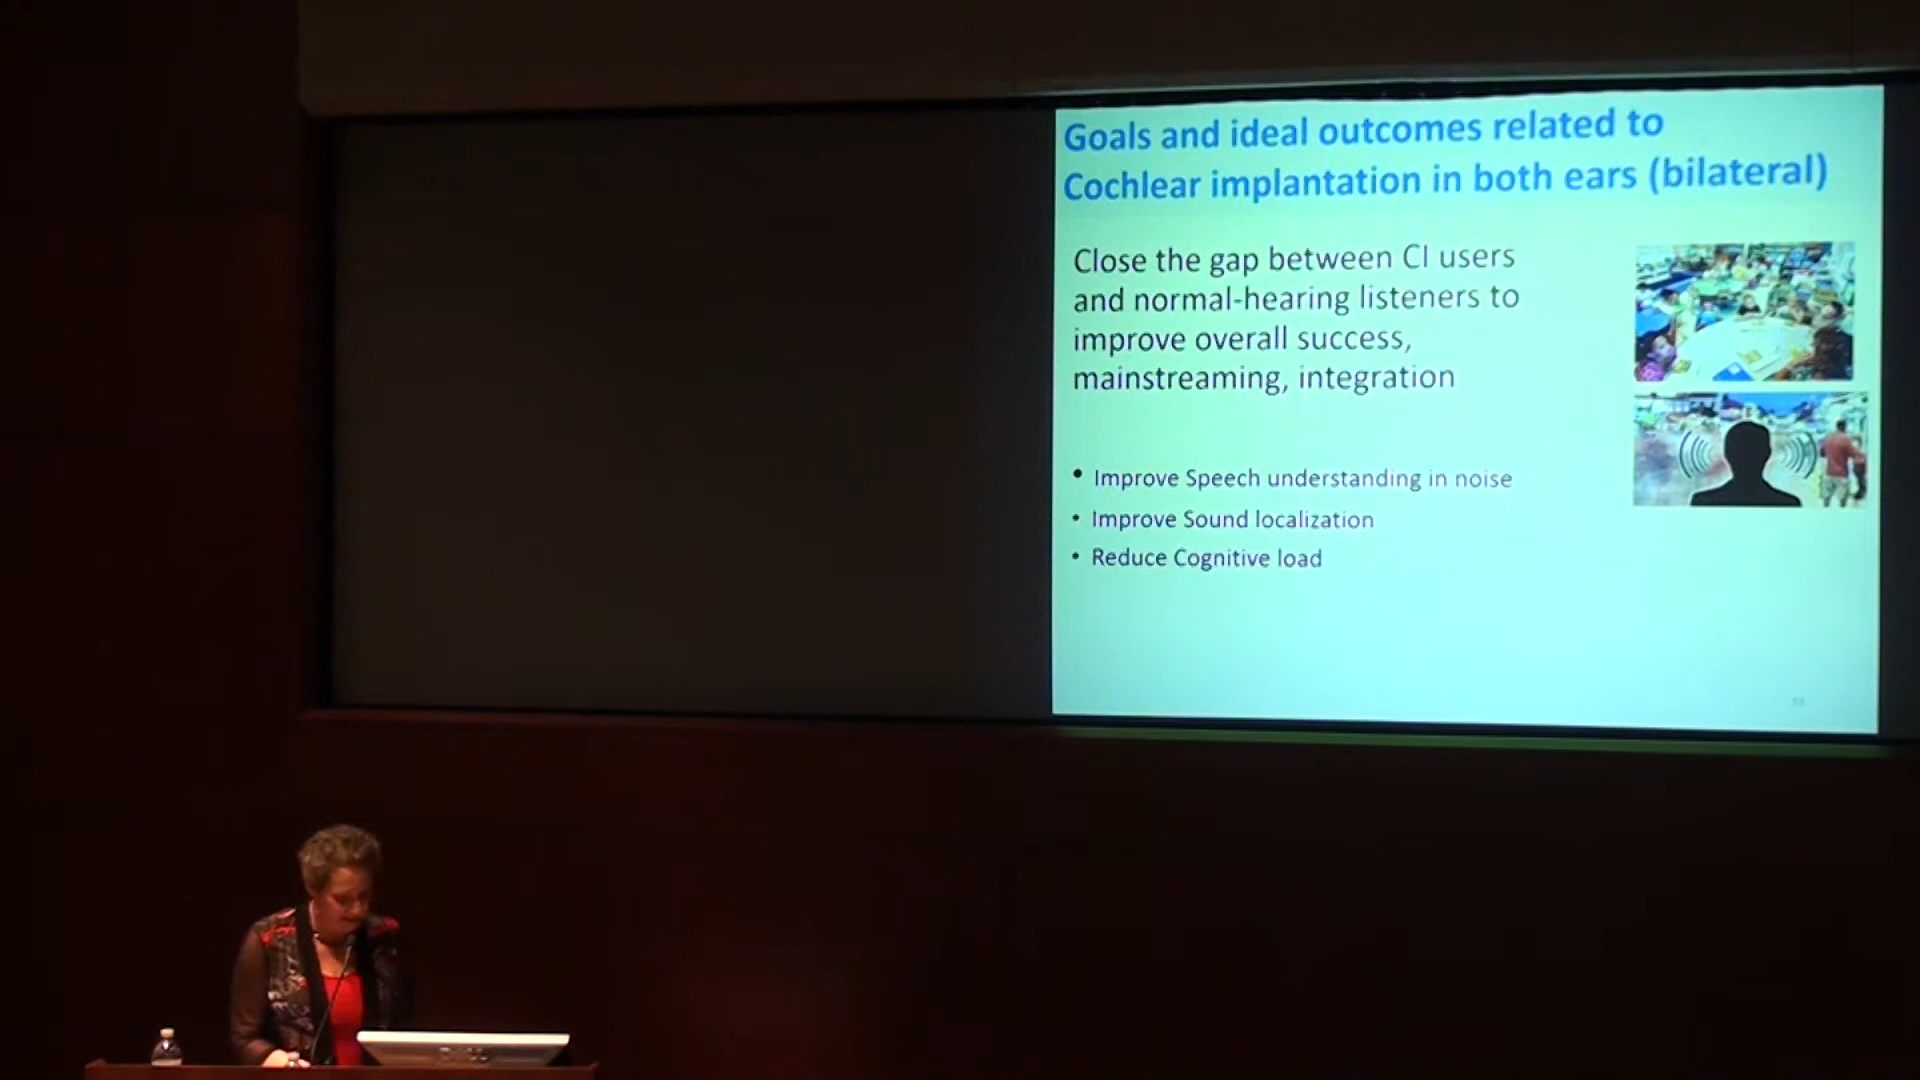 Goals and ideal outcomes related to
Cochlear implantation in both ears (bilateral)
Close the gap between CI users
and normal-hearing listeners to
improve overall success,
mainstreaming, integration
• Improve Speech understanding in noise
• Improve Sound localization
• Reduce Cognitive load